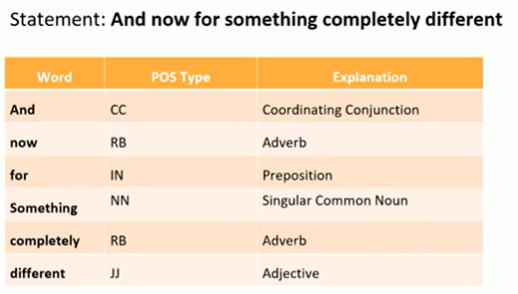 Statement: And now for something completely different
Word POS Type Explanation
And CC Coordinating Conjunction
now RB Adverb
for IN Preposition
Something NN Singular Common Noun
completely RB Adverb
different JJ Adjective